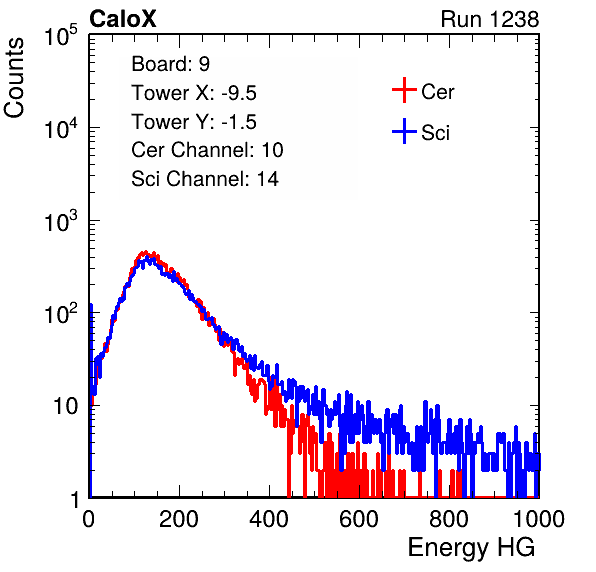 CaloX Run 1238
Counts
Board: 9
Tower X: -9.5
Tower Y: -1.5
Cer Channel: 10
Sci Channel: 14
Cer
Sci
10^5
10^4
10^3
10^2
10
1
0 200 400 600 800 1000
Energy HG